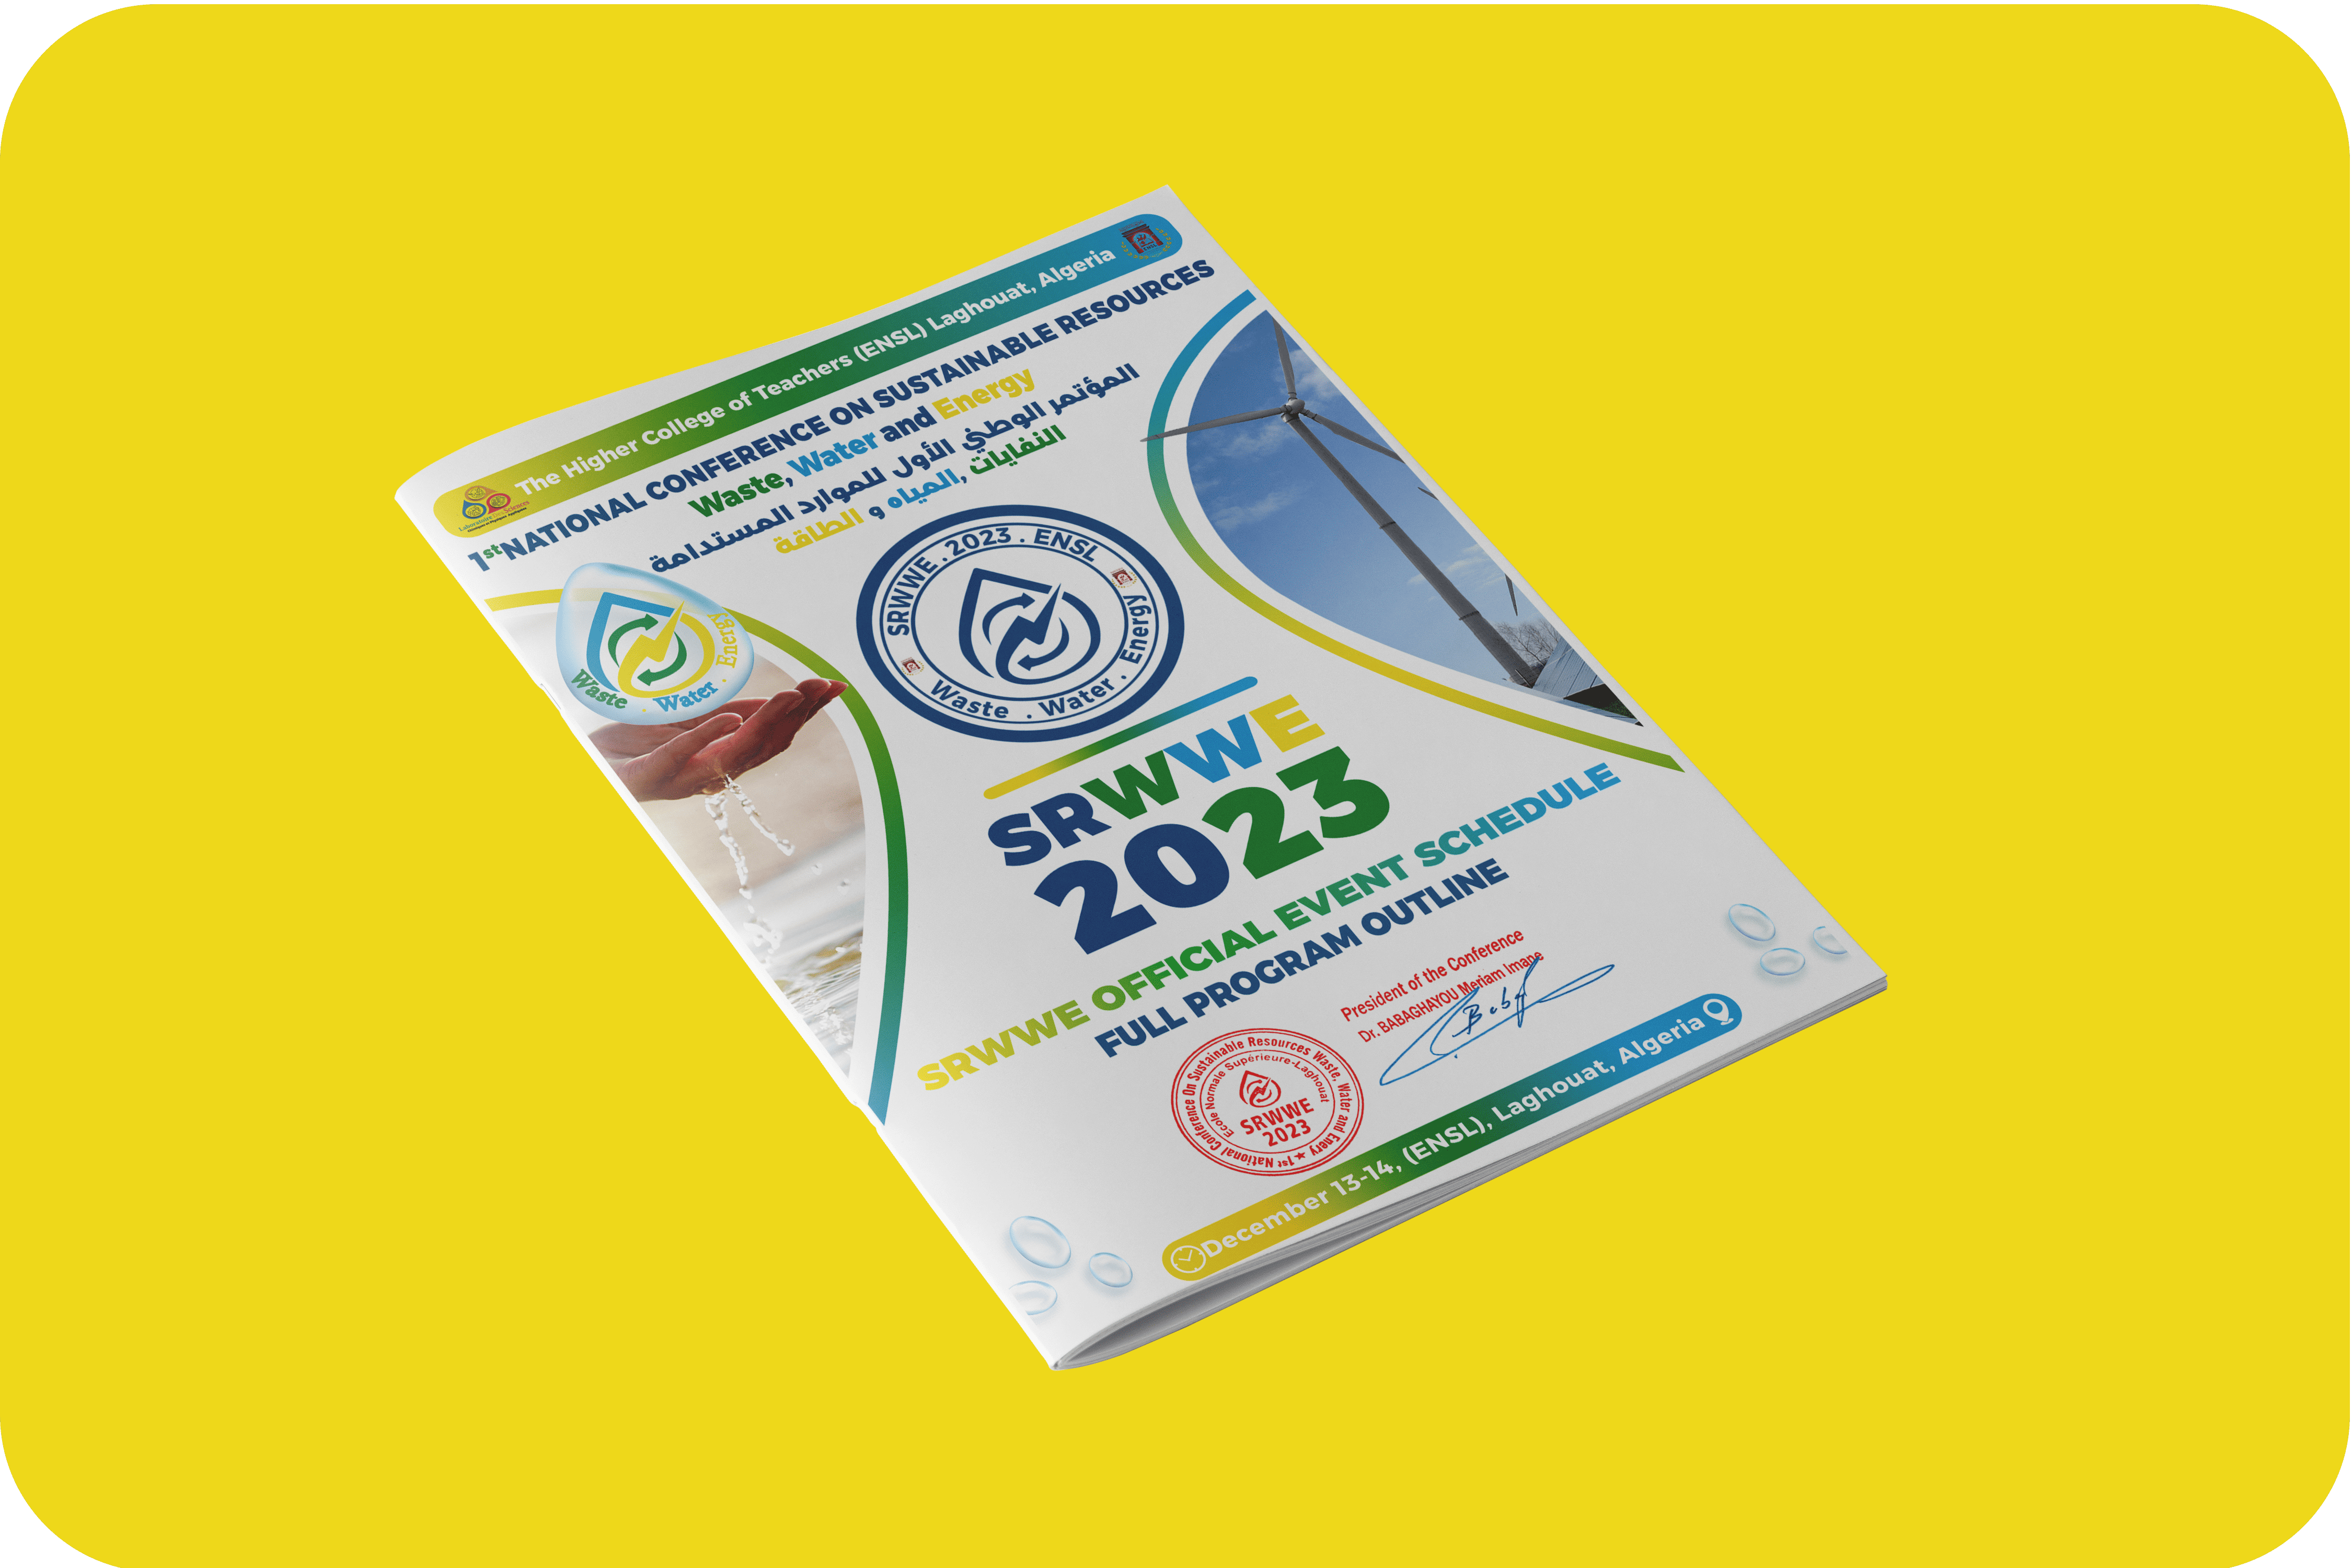 The Higher College of Teachers (ENSL) Laghouat, Algeria
1st NATIONAL CONFERENCE ON SUSTAINABLE RESOURCES
Waste, Water and Energy
المؤتمر الوطني الأول للموارد المستدامة
النفايات ,المياه و الطاقة
Waste . Water . Energy
SRWWE . 2023 . ENSL
Waste . Water . Energy
SRWWE
2023
SRWWE OFFICIAL EVENT SCHEDULE
FULL PROGRAM OUTLINE
President of the Conference
Dr. BABAGHAYOU Meriam Imane
1st National Conference On Sustainable Resources Waste, Water and Enery
Ecole Normale Supérieure-Laghouat
SRWWE
2023
December 13-14, (ENSL), Laghouat, Algeria